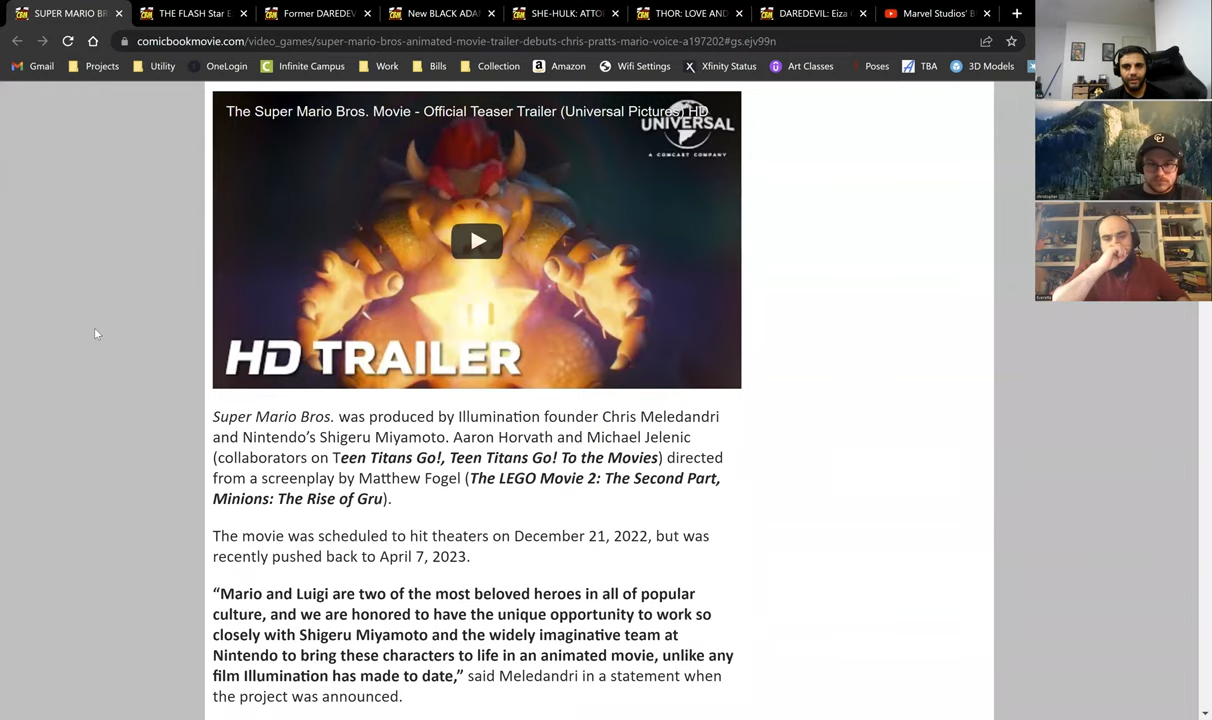 SUPER MARIO BR
THE FLASH Star E
Former DAREDEV
New BLACK ADA
SHE-HULK: ATTO
THOR: LOVE AND
DAREDEVIL: Eiza
Marvel Studios' B
comicbookmovie.com/video_games/super-mario-bros-animated-movie-trailer-debuts-chris-pratts-mario-voice-a197202#gs.ejv99n
Gmail
Projects
Utility
OneLogin
Infinite Campus
Work
Bills
Collection
Amazon
Wifi Settings
Xfinity Status
Art Classes
Poses
TBA
3D Models
The Super Mario Bros. Movie - Official Teaser Trailer (Universal Pictures) HD
UNIVERSAL
A COMCAST COMPANY
HD TRAILER
Super Mario Bros. was produced by Illumination founder Chris Meledandri
and Nintendo’s Shigeru Miyamoto. Aaron Horvath and Michael Jelenic
(collaborators on Teen Titans Go!, Teen Titans Go! To the Movies) directed
from a screenplay by Matthew Fogel (The LEGO Movie 2: The Second Part,
Minions: The Rise of Gru).
The movie was scheduled to hit theaters on December 21, 2022, but was
recently pushed back to April 7, 2023.
“Mario and Luigi are two of the most beloved heroes in all of popular
culture, and we are honored to have the unique opportunity to work so
closely with Shigeru Miyamoto and the widely imaginative team at
Nintendo to bring these characters to life in an animated movie, unlike any
film Illumination has made to date,” said Meledandri in a statement when
the project was announced.